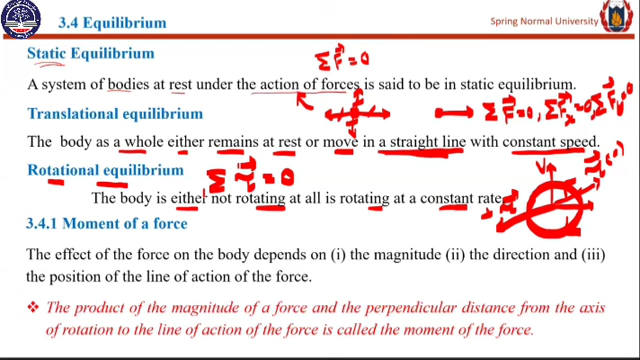 3.4 Equilibrium
Spring Normal University
Static Equilibrium
Σ F⃗ = 0
A system of bodies at rest under the action of forces is said to be in static equilibrium.
Translational equilibrium
Σ F⃗ = 0, Σ F⃗x = 0, Σ F⃗y = 0
The body as a whole either remains at rest or move in a straight line with constant speed.
Rotational equilibrium
Σ τ⃗ = 0
The body is either not rotating at all is rotating at a constant rate
3.4.1 Moment of a force
The effect of the force on the body depends on (i) the magnitude (ii) the direction and (iii)
the position of the line of action of the force.
❖ The product of the magnitude of a force and the perpendicular distance from the axis
of rotation to the line of action of the force is called the moment of the force.